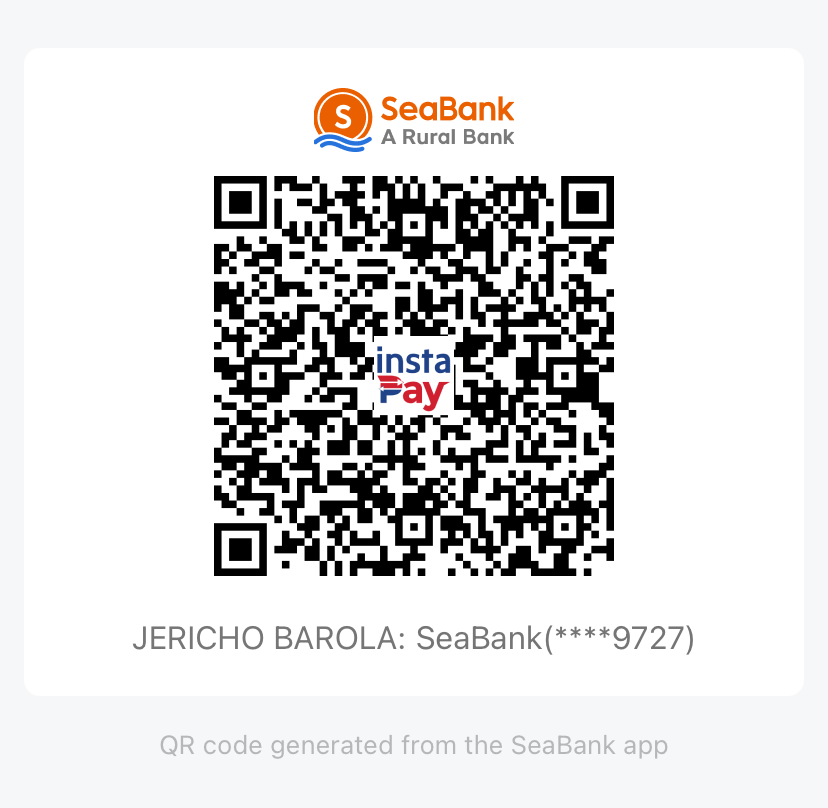 S
SeaBank
A Rural Bank
insta
Pay
JERICHO BAROLA: SeaBank(****9727)
QR code generated from the SeaBank app